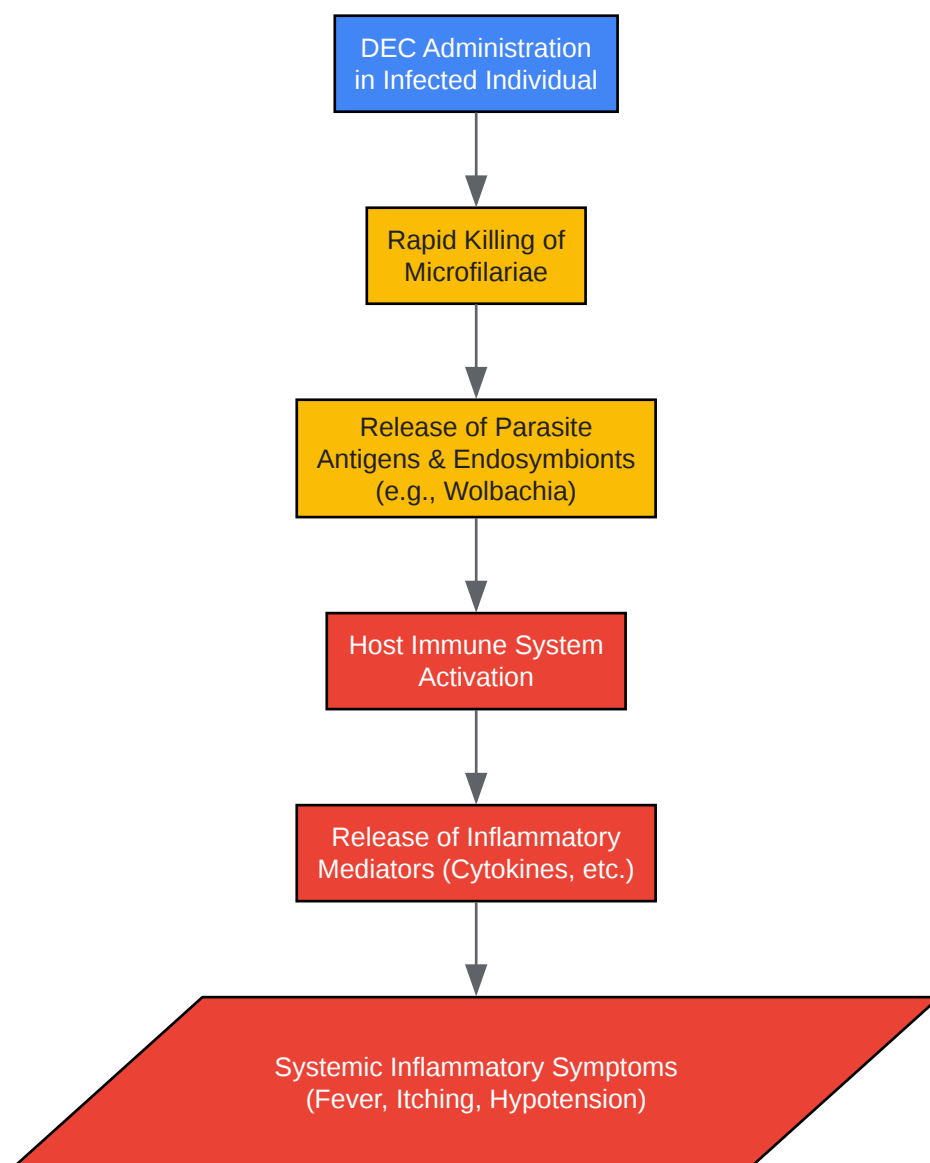 DEC Administration
in Infected Individual
Rapid Killing of
Microfilariae
Release of Parasite
Antigens & Endosymbionts
(e.g., Wolbachia)
Host Immune System
Activation
Release of Inflammatory
Mediators (Cytokines, etc.)
Systemic Inflammatory Symptoms
(Fever, Itching, Hypotension)